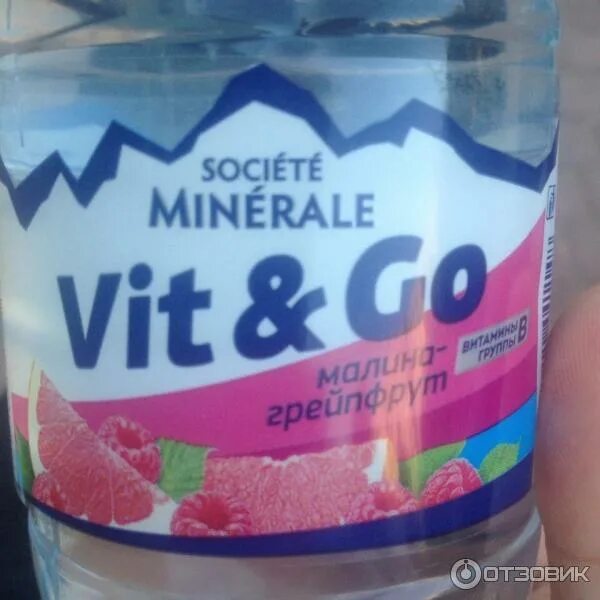 SOCIÉTÉ
MINÉRALE
Vit & Go
малина-
грейпфрут
ВИТАМИНЫ
ГРУППЫ B
ОТЗОВИК